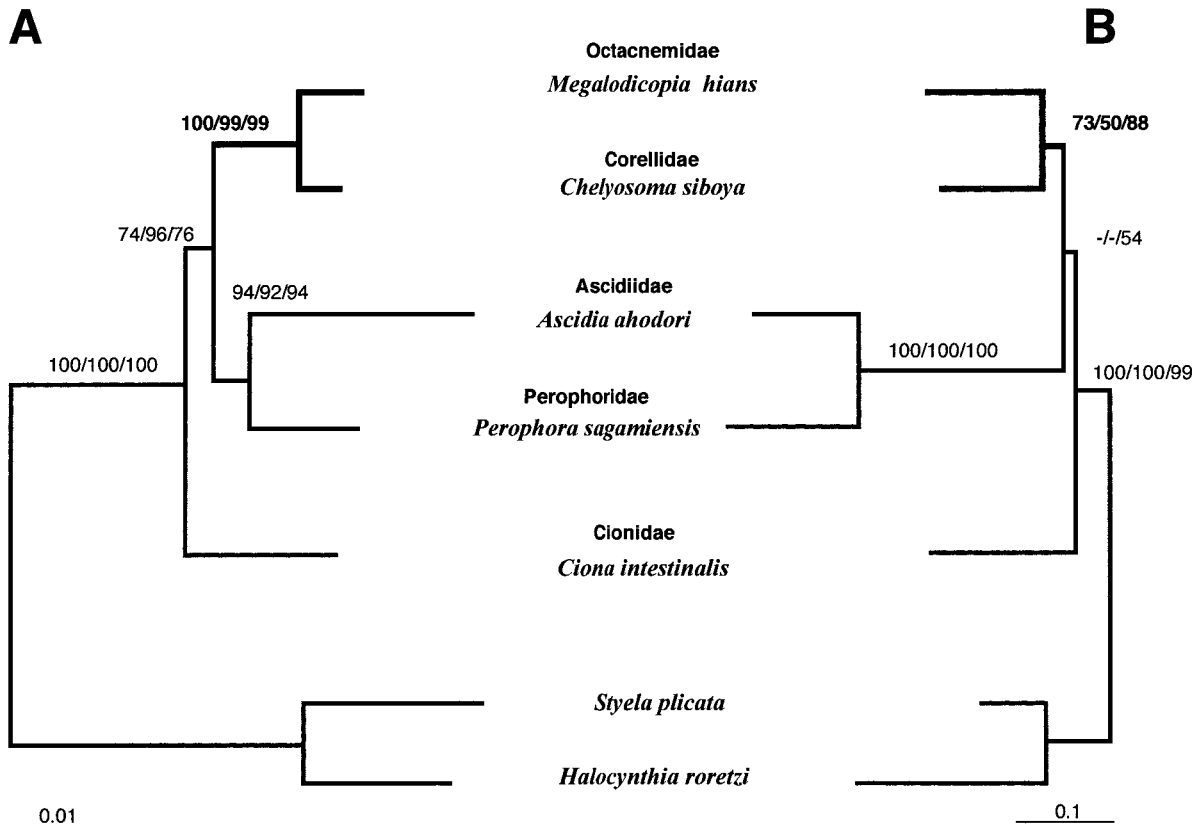 A
B
Octacnemidae
Megalodicopia hians
100/99/99
73/50/88
Corellidae
Chelyosoma siboya
74/96/76
-/-/54
94/92/94
Ascidiidae
Ascidia ahodori
100/100/100
100/100/100
100/100/99
Perophoridae
Perophora sagamiensis
Cionidae
Ciona intestinalis
Styela plicata
Halocynthia roretzi
0.01
0.1